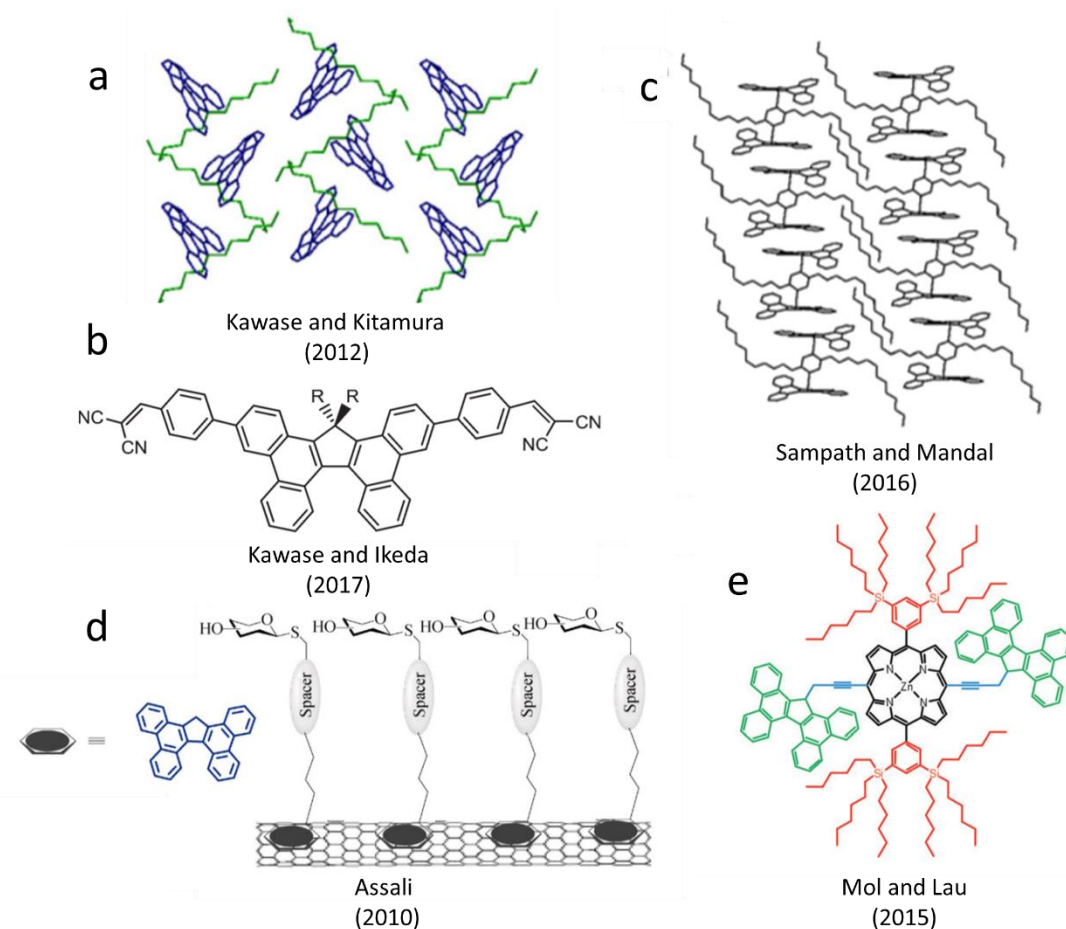 a
Kawase and Kitamura
(2012)
b
R R
NC
CN
CN
CN
Kawase and Ikeda
(2017)
c
Sampath and Mandal
(2016)
d
HO O S
HO O S
HO O S
HO O S
Spacer
Spacer
Spacer
Spacer
Assali
(2010)
e
Si Si
N N
Zn
N N
Si Si
Mol and Lau
(2015)